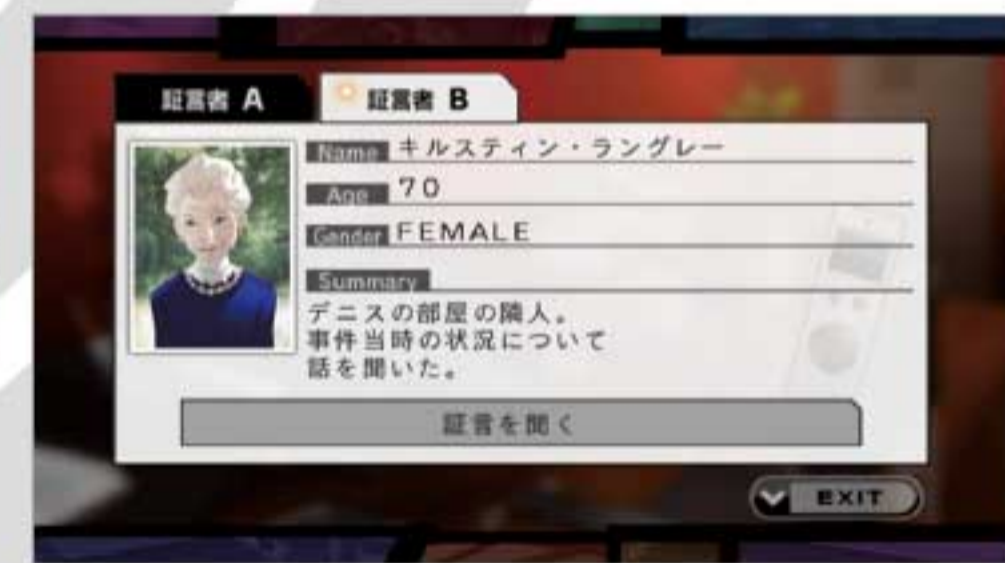 証言者 A
証言者 B
Name キルスティン・ラングレー
Age 70
Gender FEMALE
Summary
デニスの部屋の隣人。
事件当時の状況について
話を聞いた。
証言を聞く
EXIT